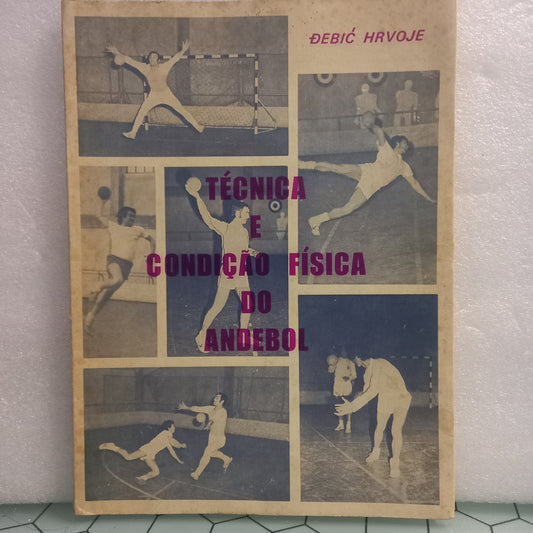 ĐEBIĆ HRVOJE
TÉCNICA
E
CONDIÇÃO FÍSICA
DO
ANDEBOL